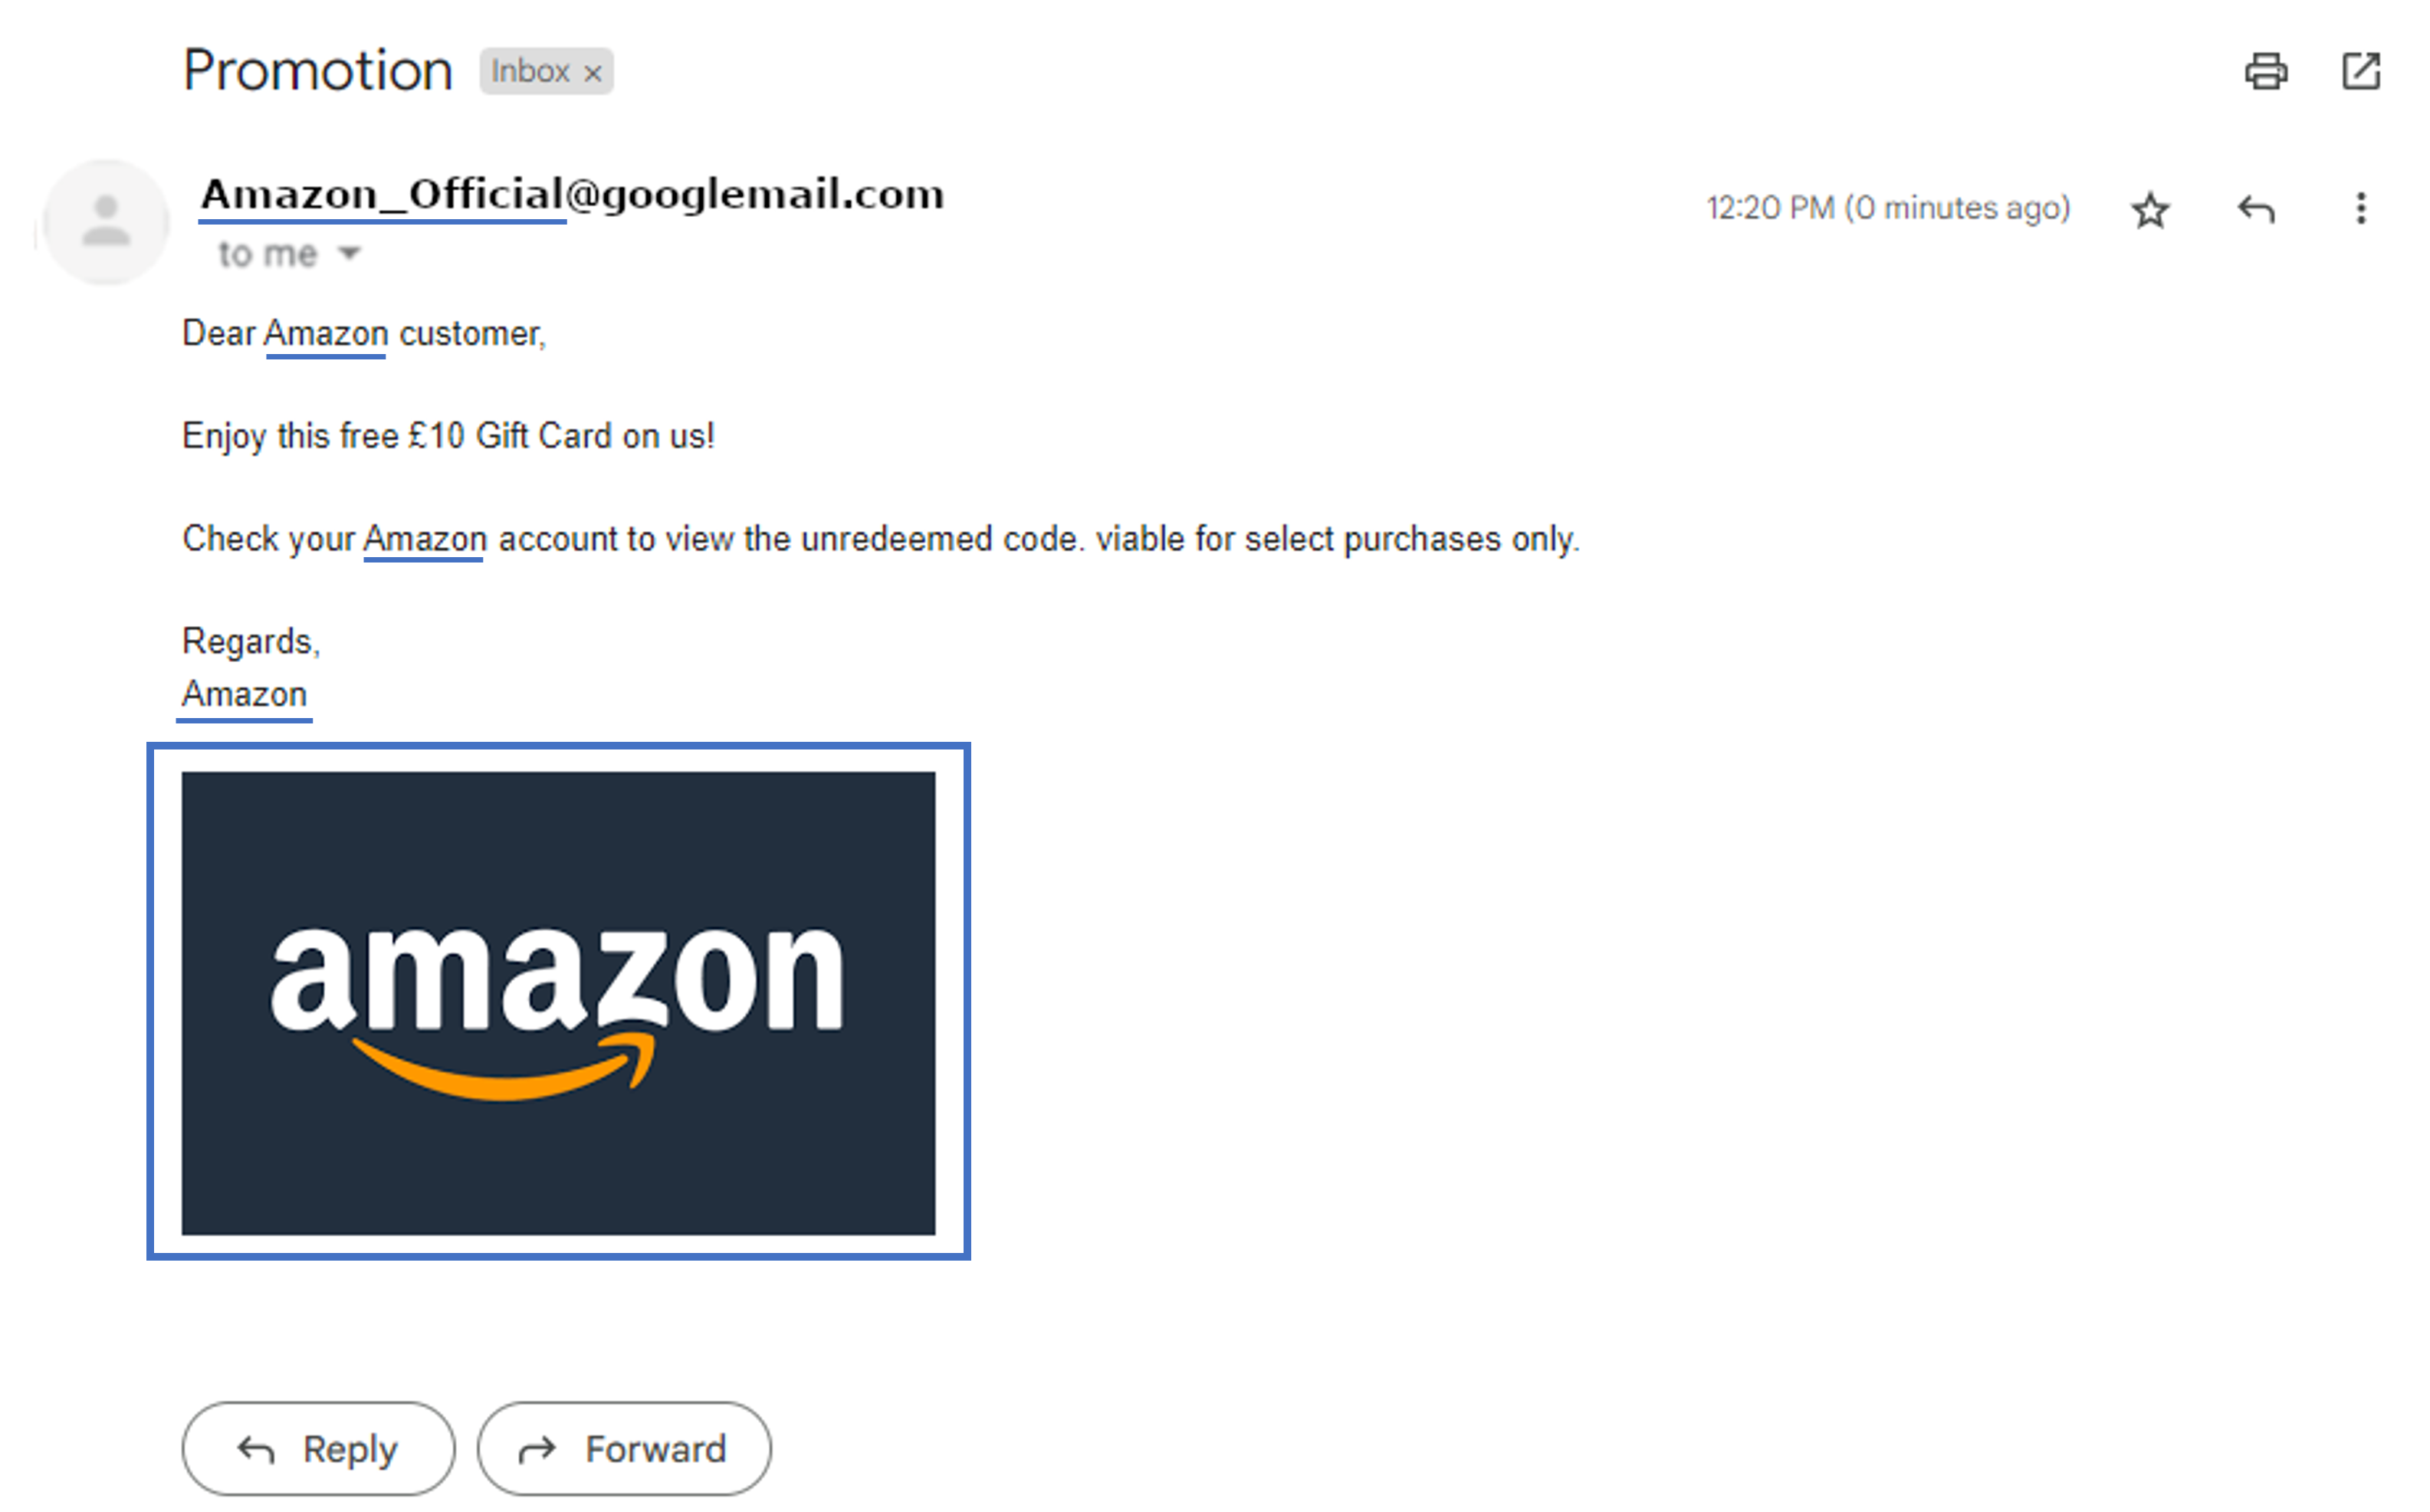 Promotion Inbox ×
Amazon_Official@googlemail.com
12:20 PM (0 minutes ago)
to me
Dear Amazon customer,
Enjoy this free £10 Gift Card on us!
Check your Amazon account to view the unredeemed code. viable for select purchases only.
Regards,
Amazon
amazon
Reply Forward